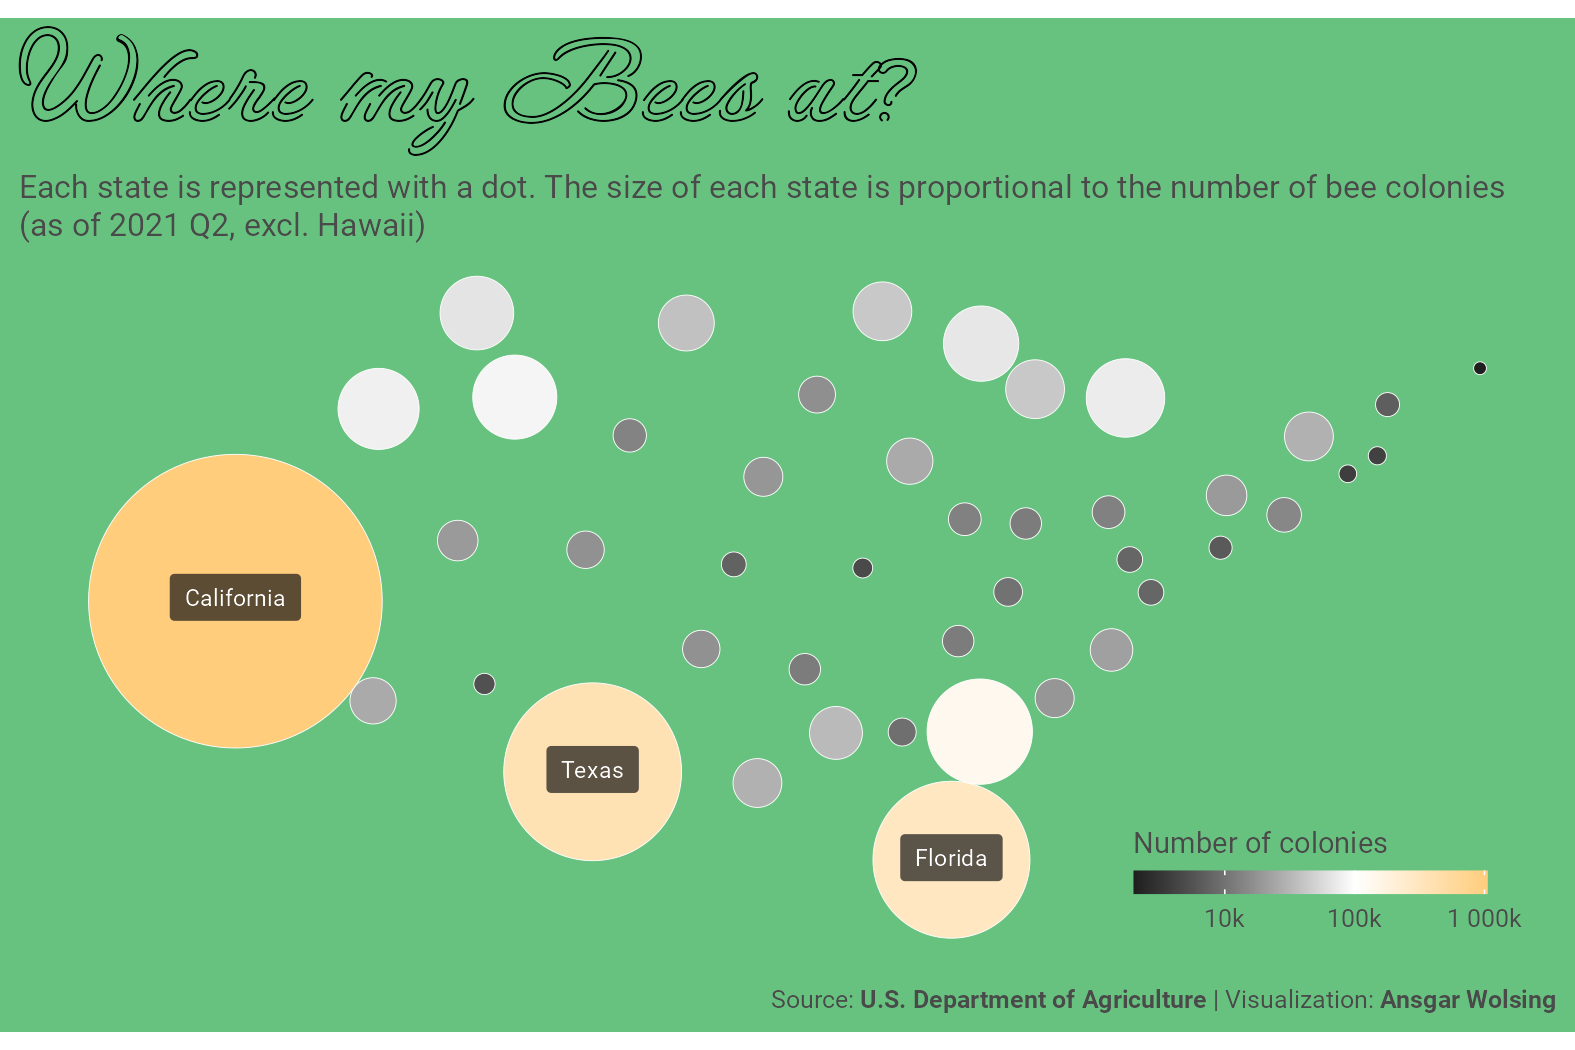 Where my Bees at?
Each state is represented with a dot. The size of each state is proportional to the number of bee colonies
(as of 2021 Q2, excl. Hawaii)
California
Texas
Florida
Number of colonies
10k 100k 1 000k
Source: U.S. Department of Agriculture | Visualization: Ansgar Wolsing